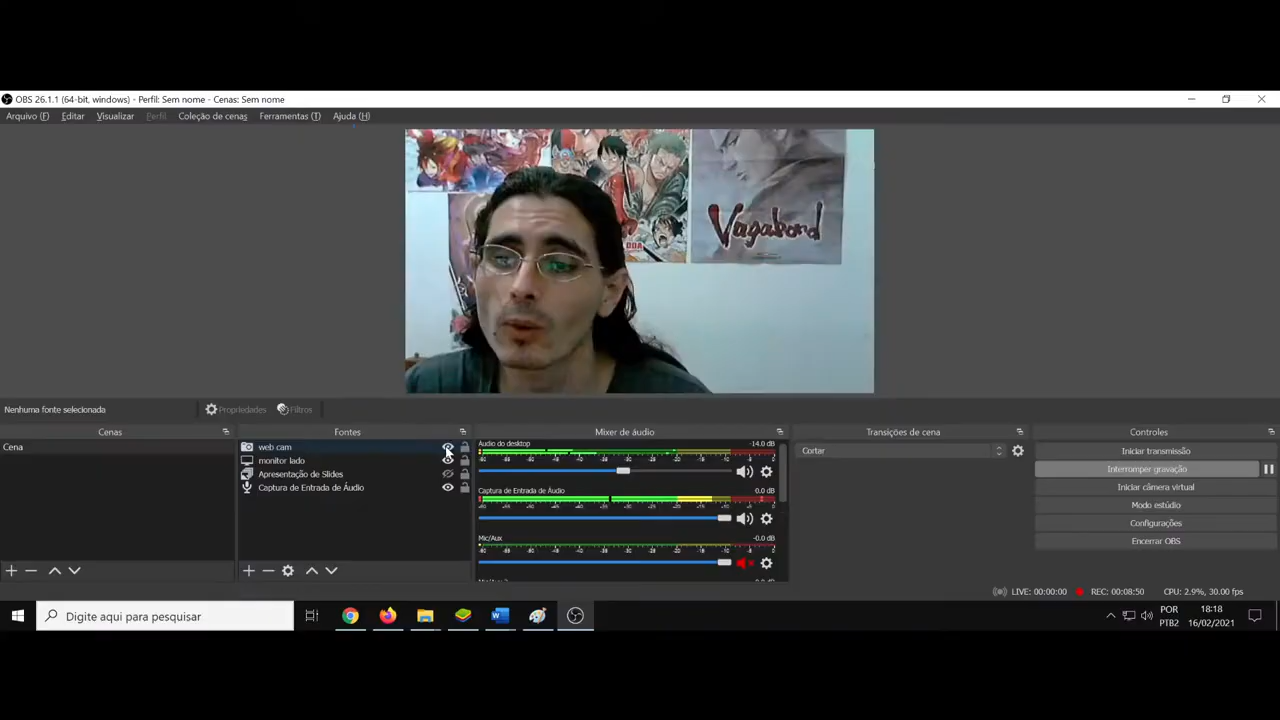 OBS 26.1.1 (64-bit, windows) - Perfil: Sem nome - Cenas: Sem nome
Arquivo (F) Editar Visualizar Perfil Coleção de cenas Ferramentas (T) Ajuda (H)
Vagabond
Nenhuma fonte selecionada Propriedades Filtros
Cenas
Cena
Fontes
web cam
monitor lado
Apresentação de Slides
Captura de Entrada de Áudio
Mixer de áudio
Áudio do desktop -14.0 dB
Captura de Entrada de Áudio 0.0 dB
Mic/Aux -0.0 dB
Transições de cena
Cortar
Controles
Iniciar transmissão
Interromper gravação
Iniciar câmera virtual
Modo estúdio
Configurações
Encerrar OBS
LIVE: 00:00:00 REC: 00:08:50 CPU: 2.9%, 30.00 fps
Digite aqui para pesquisar
POR
PTB2
18:18
16/02/2021